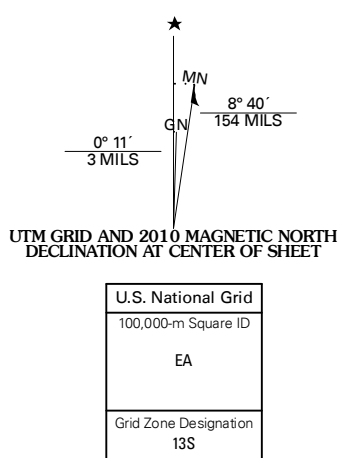 ★
MN
8° 40´
154 MILS
GN
0° 11´
3 MILS
UTM GRID AND 2010 MAGNETIC NORTH
DECLINATION AT CENTER OF SHEET
U.S. National Grid
100,000-m Square ID
EA
Grid Zone Designation
13S